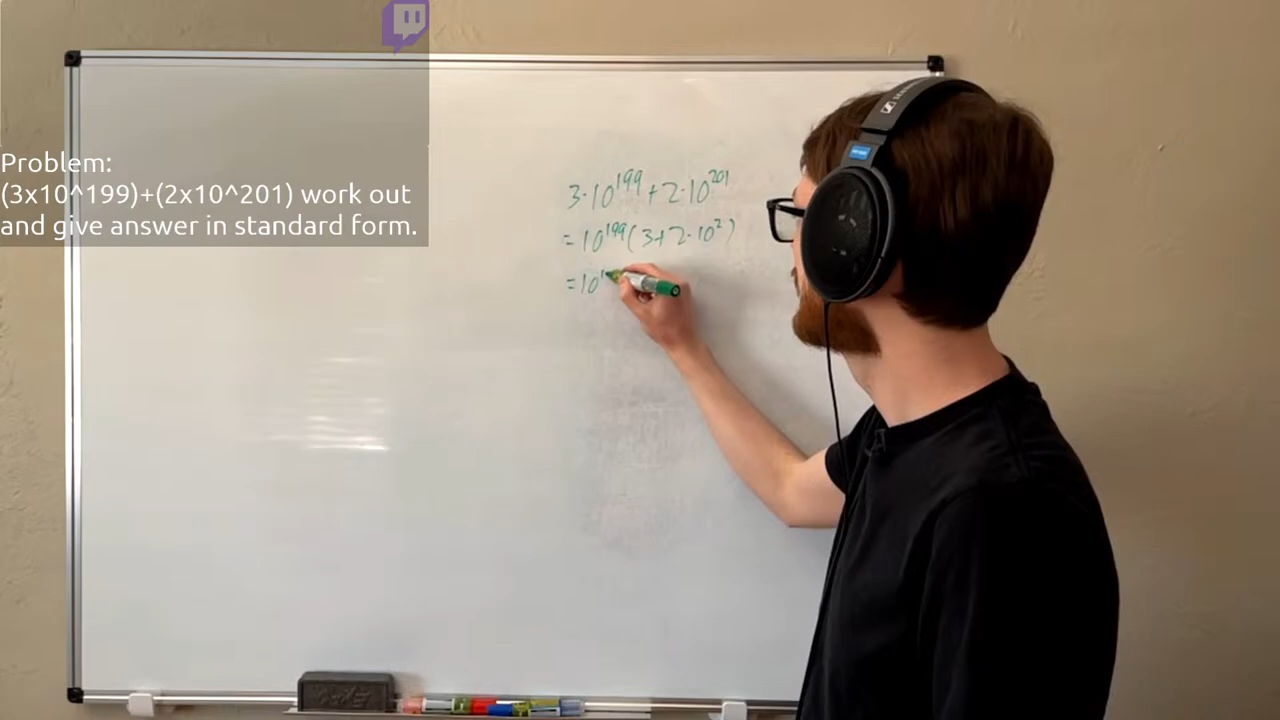 Problem:
(3x10^199)+(2x10^201) work out
and give answer in standard form.
3·10¹⁹⁹+2·10²⁰¹
=10¹⁹⁹(3+2·10²)
=10¹